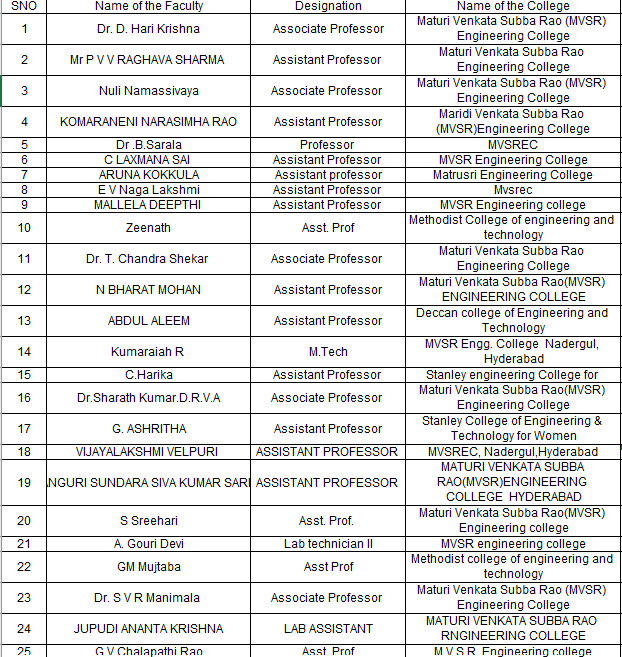 SNO Name of the Faculty Designation Name of the College
1 Dr. D. Hari Krishna Associate Professor Maturi Venkata Subba Rao (MVSR)
Engineering College
2 Mr P V V RAGHAVA SHARMA Assistant Professor Maturi Venkata Subba Rao
Engineering College
3 Nuli Namassivaya Associate Professor Maturi Venkata Subba Rao (MVSR)
Engineering College
4 KOMARANENI NARASIMHA RAO Assistant Professor Maridi Venkata Subba Rao
(MVSR)Engineering College
5 Dr .B.Sarala Professor MVSREC
6 C LAXMANA SAI Assistant Professor MVSR Engineering College
7 ARUNA KOKKULA Assistant professor Matrusri Engineering College
8 E V Naga Lakshmi Assistant Professor Mvsrec
9 MALLELA DEEPTHI Assistant Professor MVSR Engineering college
10 Zeenath Asst. Prof Methodist College of engineering and
technology
11 Dr. T. Chandra Shekar Associate Professor Maturi Venkata Subba Rao
Engineering College
12 N BHARAT MOHAN Assistant Professor Maturi Venkata Subba Rao(MVSR)
ENGINEERING COLLEGE
13 ABDUL ALEEM Assistant Professor Deccan college of Engineering and
Technology
14 Kumaraiah R M.Tech MVSR Engg. College Nadergul,
Hyderabad
15 C.Harika Assistant Professor Stanley engineering College for
16 Dr.Sharath Kumar.D.R.V.A Associate Professor Maturi Venkata Subba Rao(MVSR)
Engineering College
17 G. ASHRITHA Assistant Professor Stanley College of Engineering &
Technology for Women
18 VIJAYALAKSHMI VELPURI ASSISTANT PROFESSOR MVSREC, Nadergul,Hyderabad
19 NGURI SUNDARA SIVA KUMAR SARI ASSISTANT PROFESSOR MATURI VENKATA SUBBA
RAO(MVSR)ENGINEERING
COLLEGE HYDERABAD
20 S Sreehari Asst. Prof. Maturi Venkata Subba Rao(MVSR)
Engineering college
21 A. Gouri Devi Lab technician II MVSR engineering college
22 GM Mujtaba Asst Prof Methodist college of engineering and
technology
23 Dr. S V R Manimala Associate Professor Maturi Venkata Subba Rao (MVSR)
Engineering College
24 JUPUDI ANANTA KRISHNA LAB ASSISTANT MATURI VENKATA SUBBA RAO
RNGINEERING COLLEGE
25 G V Chalapathi Rao Asst. Prof M.V.S.R. Engineering college